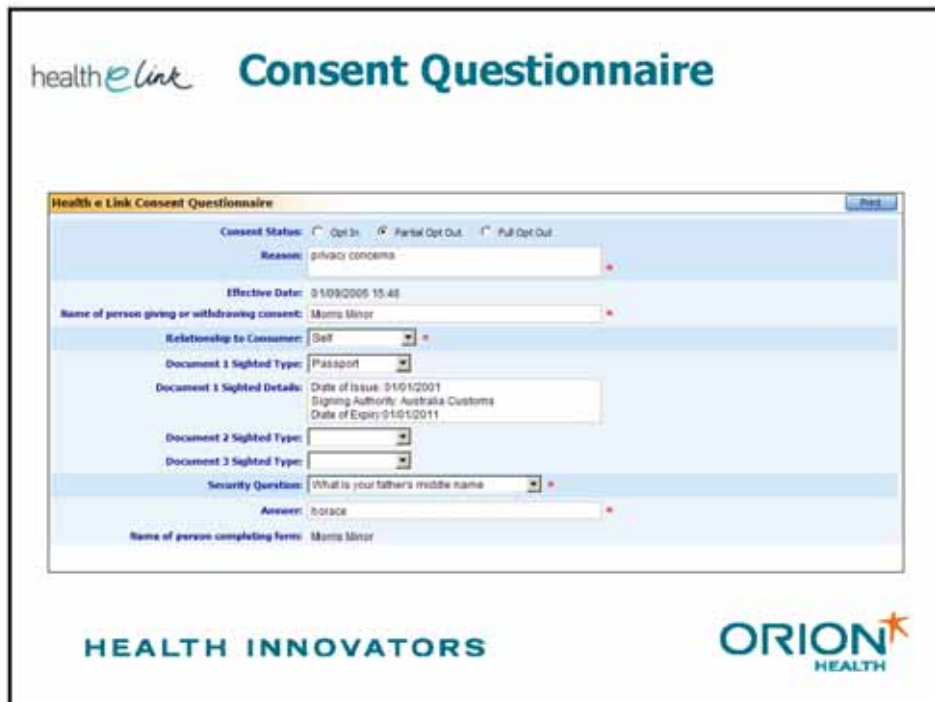 health e link Consent Questionnaire
Health e Link Consent Questionnaire Print
Consent Status: Opt In Partial Opt Out Full Opt Out
Reason: privacy concerns *
Effective Date: 01/09/2005 15:46
Name of person giving or withdrawing consent: Morris Minor *
Relationship to Consumer: Self *
Document 1 Sighted Type: Passport
Document 1 Sighted Details: Date of Issue: 01/01/2001
Signing Authority: Australia Customs
Date of Expiry:01/01/2011
Document 2 Sighted Type:
Document 3 Sighted Type:
Security Question: What is your father's middle name *
Answer: horace *
Name of person completing form: Morris Minor
HEALTH INNOVATORS
ORION
HEALTH